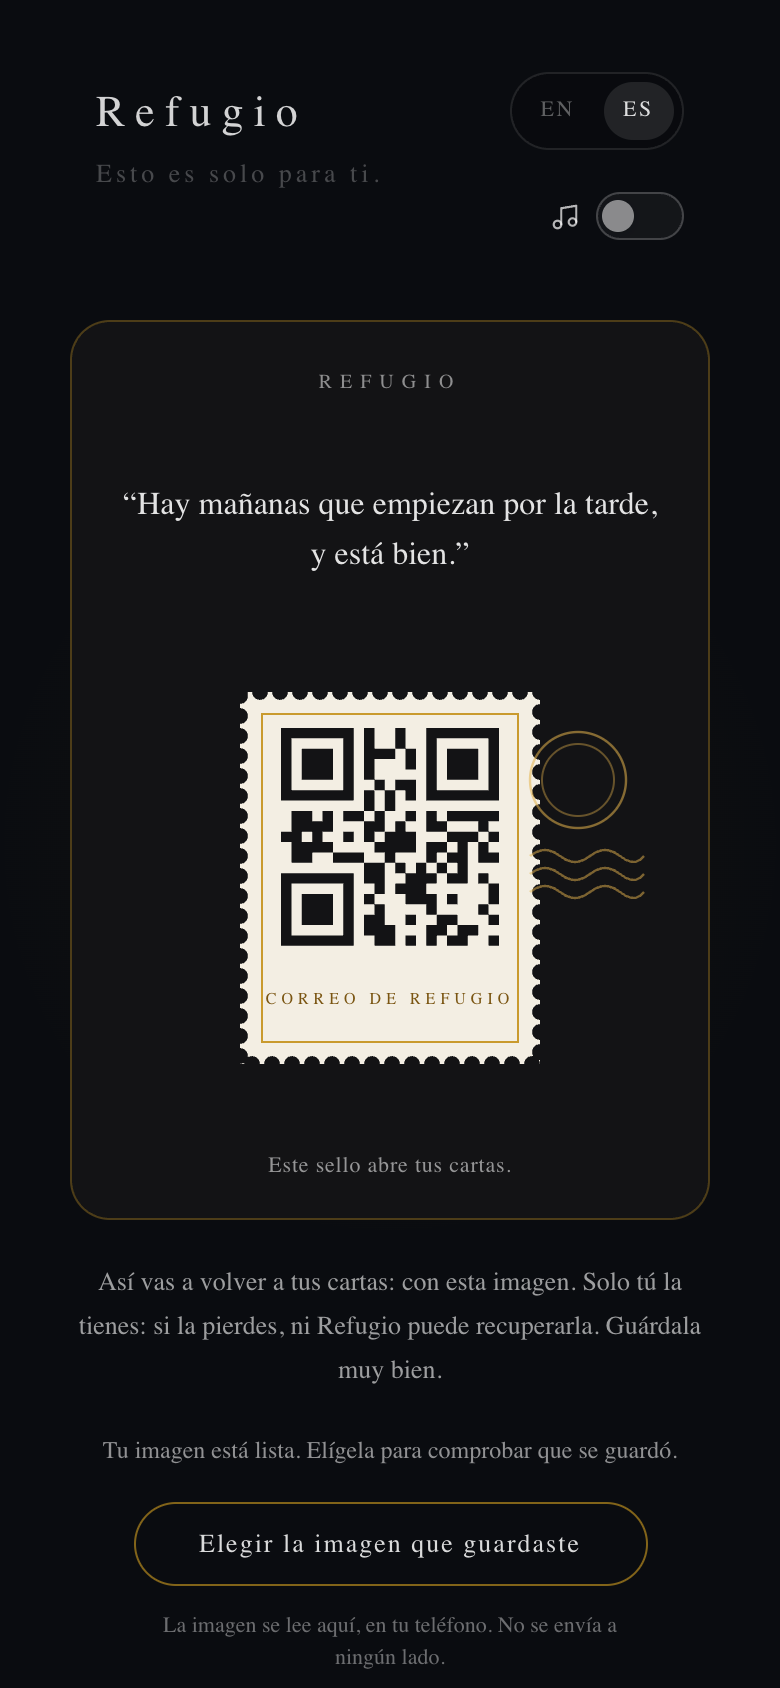 Refugio
EN ES
Esto es solo para ti.
REFUGIO
“Hay mañanas que empiezan por la tarde,
y está bien.”
CORREO DE REFUGIO
Este sello abre tus cartas.
Así vas a volver a tus cartas: con esta imagen. Solo tú la
tienes: si la pierdes, ni Refugio puede recuperarla. Guárdala
muy bien.
Tu imagen está lista. Elígela para comprobar que se guardó.
Elegir la imagen que guardaste
La imagen se lee aquí, en tu teléfono. No se envía a
ningún lado.